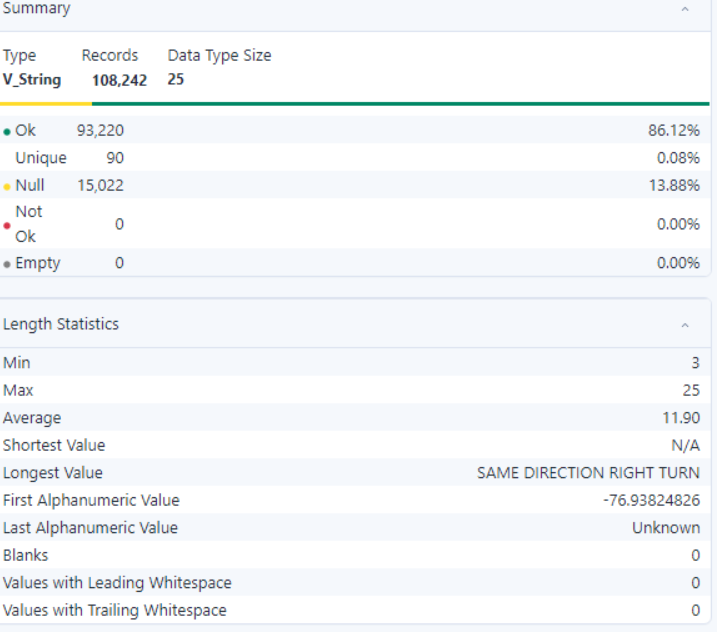 Summary
Type Records Data Type Size
V_String 108,242 25
Ok 93,220 86.12%
Unique 90 0.08%
Null 15,022 13.88%
Not
Ok 0 0.00%
Empty 0 0.00%
Length Statistics
Min 3
Max 25
Average 11.90
Shortest Value N/A
Longest Value SAME DIRECTION RIGHT TURN
First Alphanumeric Value -76.93824826
Last Alphanumeric Value Unknown
Blanks 0
Values with Leading Whitespace 0
Values with Trailing Whitespace 0